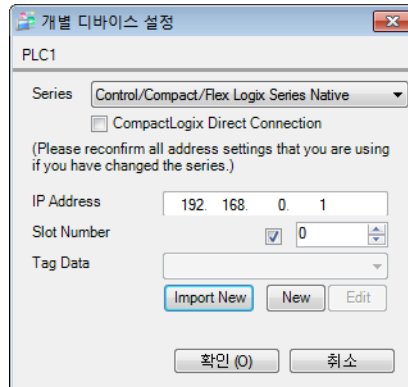 개별 디바이스 설정
PLC1
Series Control/Compact/Flex Logix Series Native
CompactLogix Direct Connection
(Please reconfirm all address settings that you are using
if you have changed the series.)
IP Address 192. 168. 0. 1
Slot Number 0
Tag Data
Import New New Edit
확인 (O) 취소